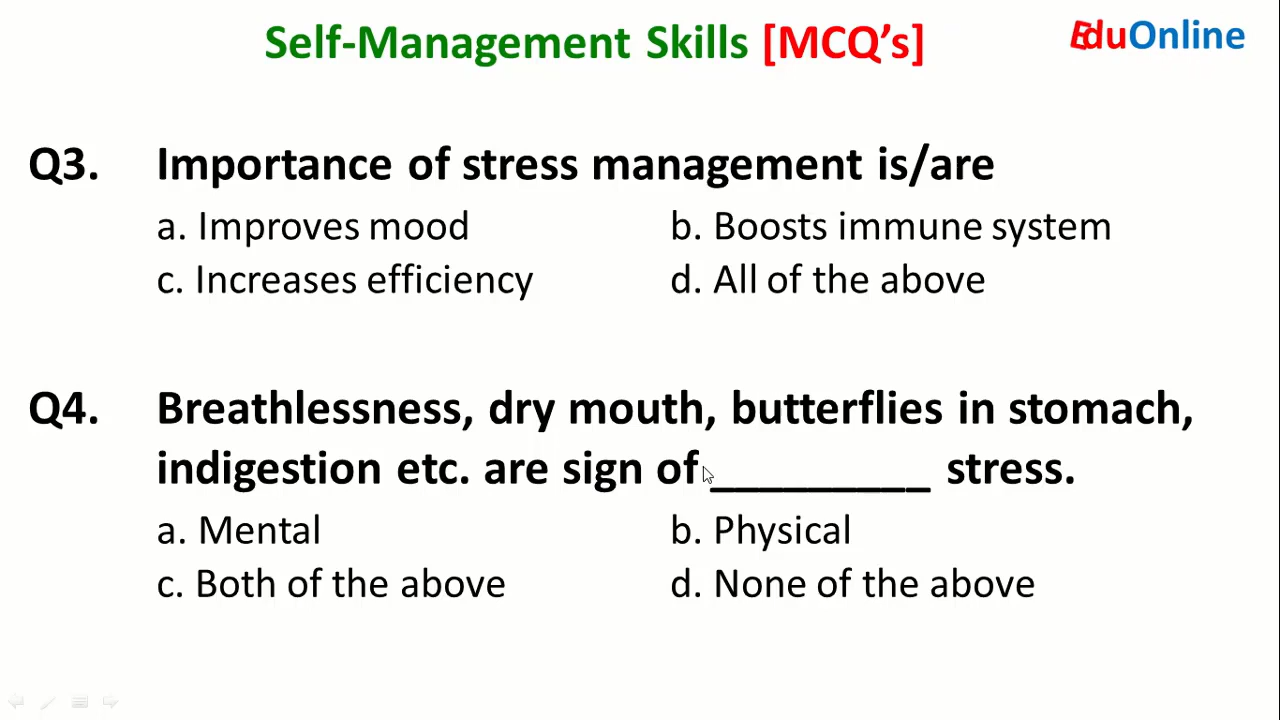 Self-Management Skills [MCQ’s]
EduOnline
Q3. Importance of stress management is/are
a. Improves mood b. Boosts immune system
c. Increases efficiency d. All of the above
Q4. Breathlessness, dry mouth, butterflies in stomach,
indigestion etc. are sign of __________ stress.
a. Mental b. Physical
c. Both of the above d. None of the above